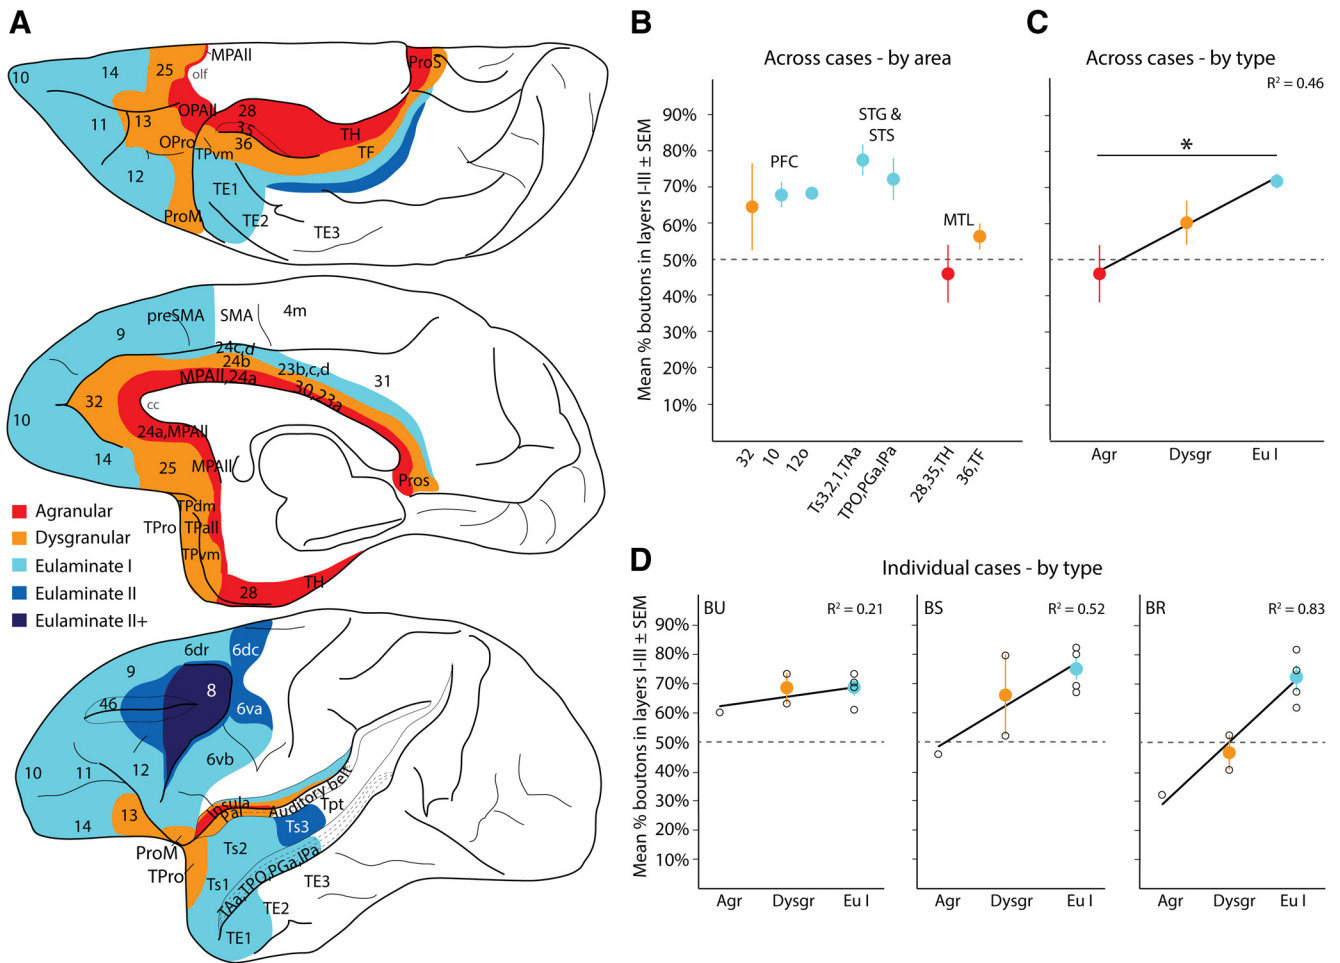 A
MPAll
10
14
25
olf
ProS
11
13
OPAll
28
35
TH
OPro
TPvm
36
TF
12
TE1
ProM
TE2
TE3
preSMA
SMA
4m
9
24c,d
24b
23b,c,d
MPAll,24a
30,23a
31
32
cc
10
24a,MPAll
14
25
MPAll
Pros
TPdm
TPro
TPall
TPvm
28
TH
Agranular
Dysgranular
Eulaminate I
Eulaminate II
Eulaminate II+
6dr
6dc
9
8
46
6va
6vb
10
11
12
Insula
Pal
Auditory belt
Tpt
13
14
Ts3
ProM
Ts2
TPro
Ts1
TAa,TPO,PGa,IPa
TE3
TE2
TE1
B
Across cases - by area
Mean % boutons in layers I-III ± SEM
90%
80%
70%
60%
50%
40%
30%
20%
10%
PFC
STG &
STS
MTL
32
10
12o
Ts3,2,1,TAa
TPO,PGa,IPa
28,35,TH
36,TF
C
Across cases - by type
R² = 0.46
*
Agr
Dysgr
Eu I
D
Individual cases - by type
Mean % boutons in layers I-III ± SEM
90%
80%
70%
60%
50%
40%
30%
20%
10%
BU
R² = 0.21
Agr
Dysgr
Eu I
BS
R² = 0.52
Agr
Dysgr
Eu I
BR
R² = 0.83
Agr
Dysgr
Eu I